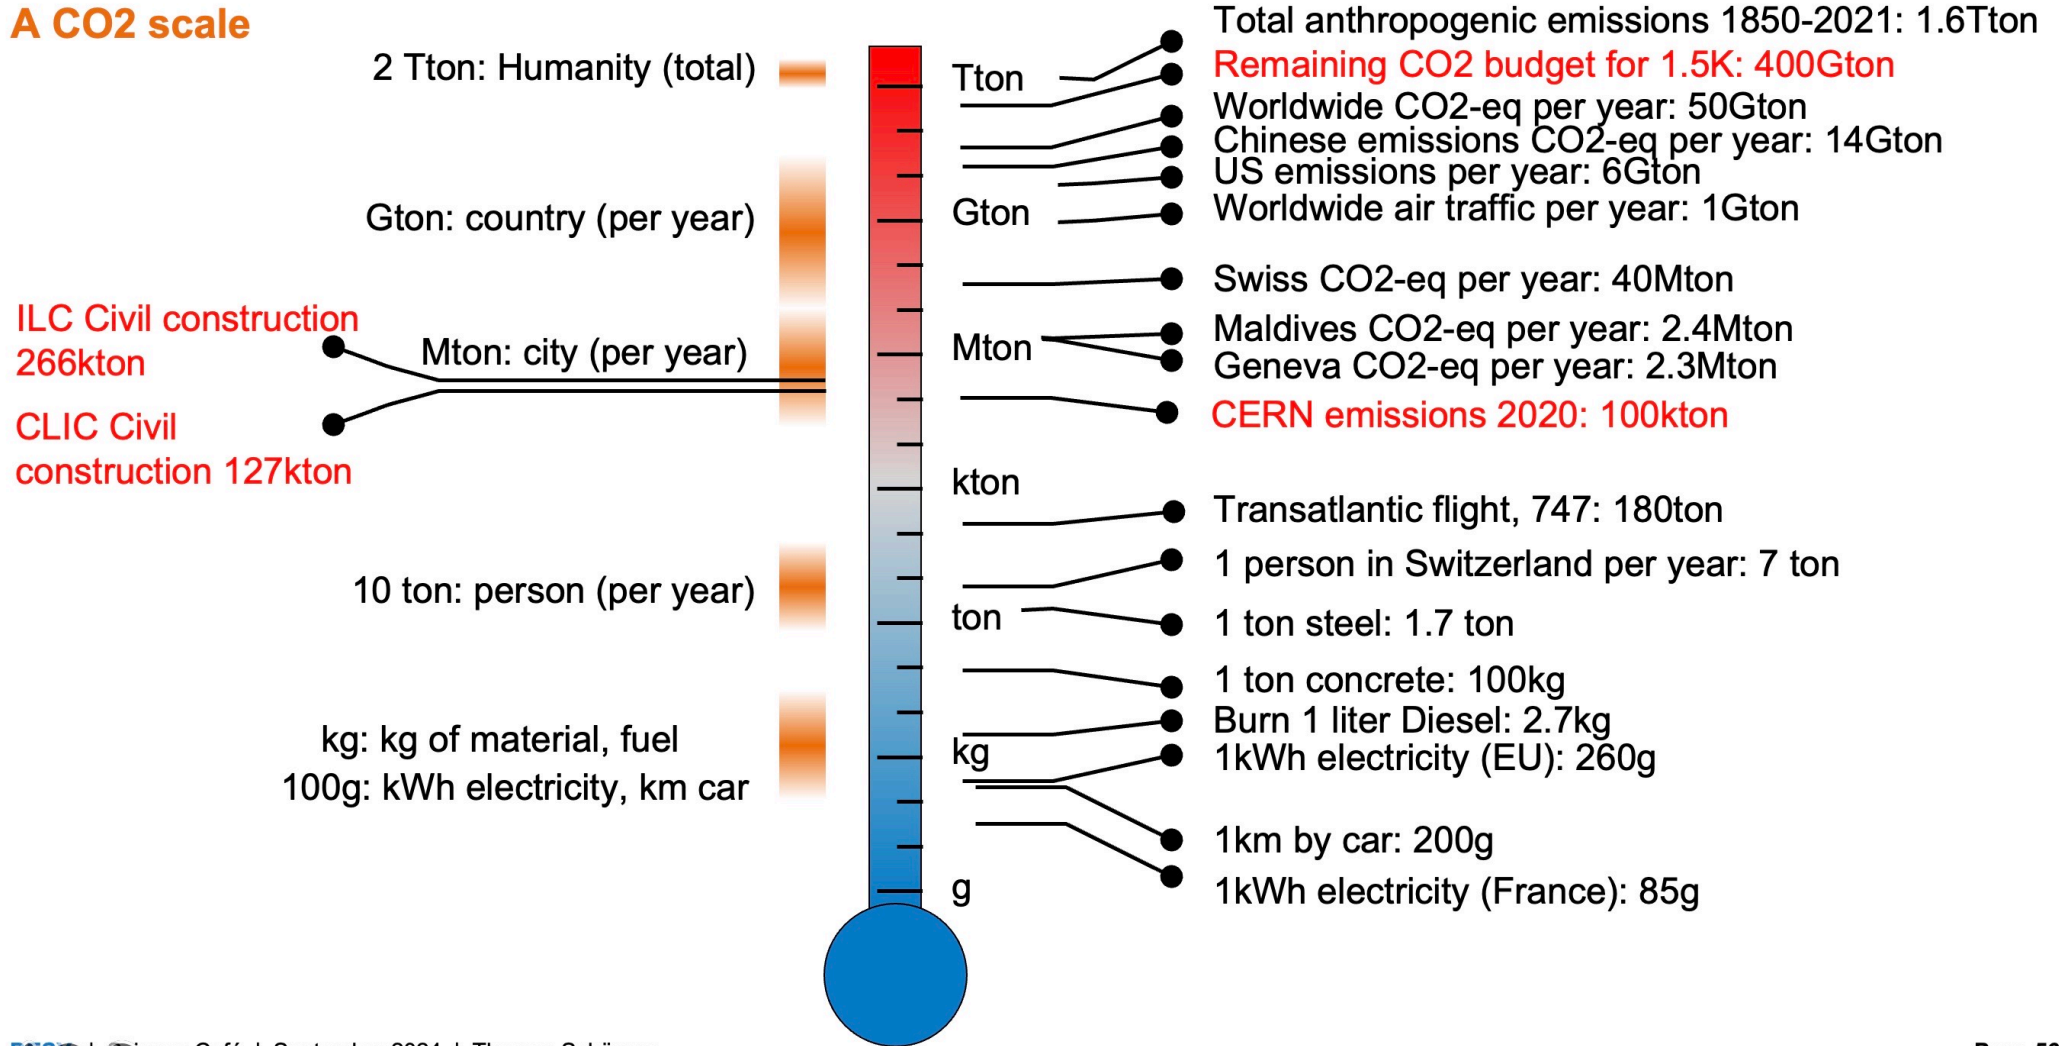 A CO2 scale
2 Tton: Humanity (total)
Gton: country (per year)
ILC Civil construction
266kton
Mton: city (per year)
CLIC Civil
construction 127kton
10 ton: person (per year)
kg: kg of material, fuel
100g: kWh electricity, km car
Tton
Gton
Mton
kton
ton
kg
g
Total anthropogenic emissions 1850-2021: 1.6Tton
Remaining CO2 budget for 1.5K: 400Gton
Worldwide CO2-eq per year: 50Gton
Chinese emissions CO2-eq per year: 14Gton
US emissions per year: 6Gton
Worldwide air traffic per year: 1Gton
Swiss CO2-eq per year: 40Mton
Maldives CO2-eq per year: 2.4Mton
Geneva CO2-eq per year: 2.3Mton
CERN emissions 2020: 100kton
Transatlantic flight, 747: 180ton
1 person in Switzerland per year: 7 ton
1 ton steel: 1.7 ton
1 ton concrete: 100kg
Burn 1 liter Diesel: 2.7kg
1kWh electricity (EU): 260g
1km by car: 200g
1kWh electricity (France): 85g